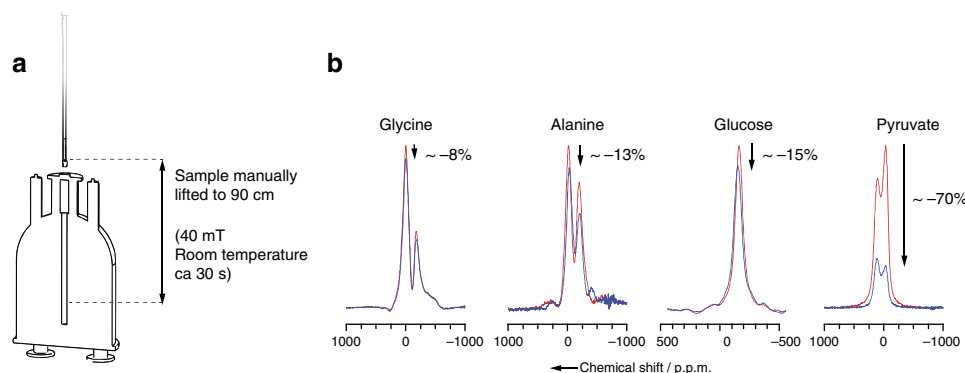 a
Sample manually
lifted to 90 cm
(40 mT
Room temperature
ca 30 s)
b
Glycine
~ –8%
1000 0 –1000
Alanine
~ –13%
1000 0 –1000
Glucose
~ –15%
500 0 –500
Pyruvate
~ –70%
1000 0 –1000
Chemical shift / p.p.m.